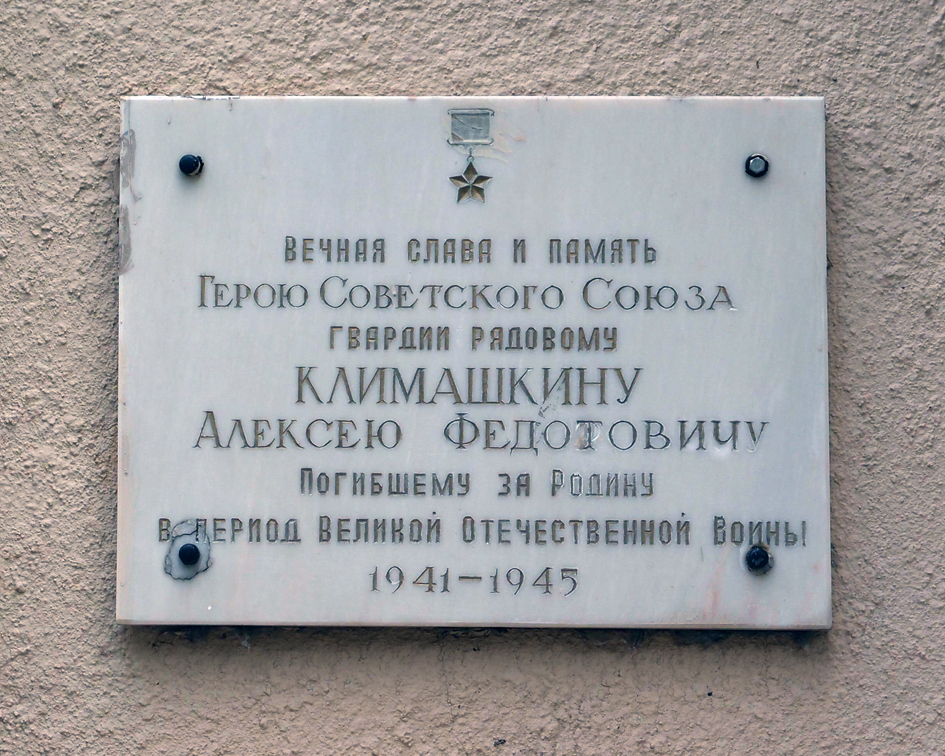 Вечная слава и память
Герою Советского Союза
гвардии рядовому
КЛИМАШКИНУ
Алексею Федотовичу
Погибшему за Родину
в период Великой Отечественной Воины
1941–1945